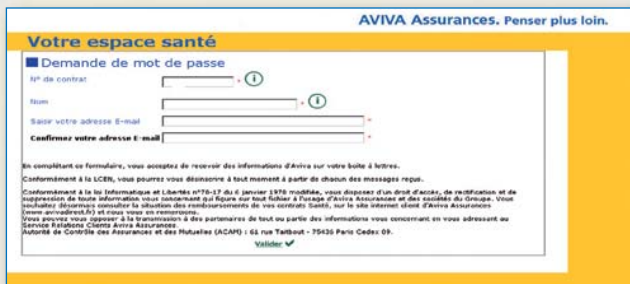 AVIVA Assurances. Penser plus loin.
Votre espace santé
Demande de mot de passe
N° de contrat * i
Nom * i
Saisir votre adresse E-mail *
Confirmez votre adresse E-mail *
En complétant ce formulaire, vous acceptez de recevoir des informations d'Aviva sur votre boite à lettres.
Conformément à la LCEN, vous pourrez vous désinscrire à tout moment à partir de chacun des messages reçus.
Conformément à la loi Informatique et Libertés n°78-17 du 6 janvier 1978 modifiée, vous disposez d'un droit d'accès, de rectification et de
suppression de toute information vous concernant qui figure sur tout fichier à l'usage d'Aviva Assurances et des sociétés du Groupe. Vous
souhaitez désormais consulter la situation des remboursements de vos contrats Santé, sur le site internet client d'Aviva Assurances
(www.avivadirect.fr) et nous vous en remercions.
Vous pouvez vous opposer à la transmission à des partenaires de tout ou partie des informations vous concernant en vous adressant au
Service Relations Clients Aviva Assurances.
Autorité de Contrôle des Assurances et des Mutuelles (ACAM) : 61 rue Taitbout - 75436 Paris Cedex 09.
Valider